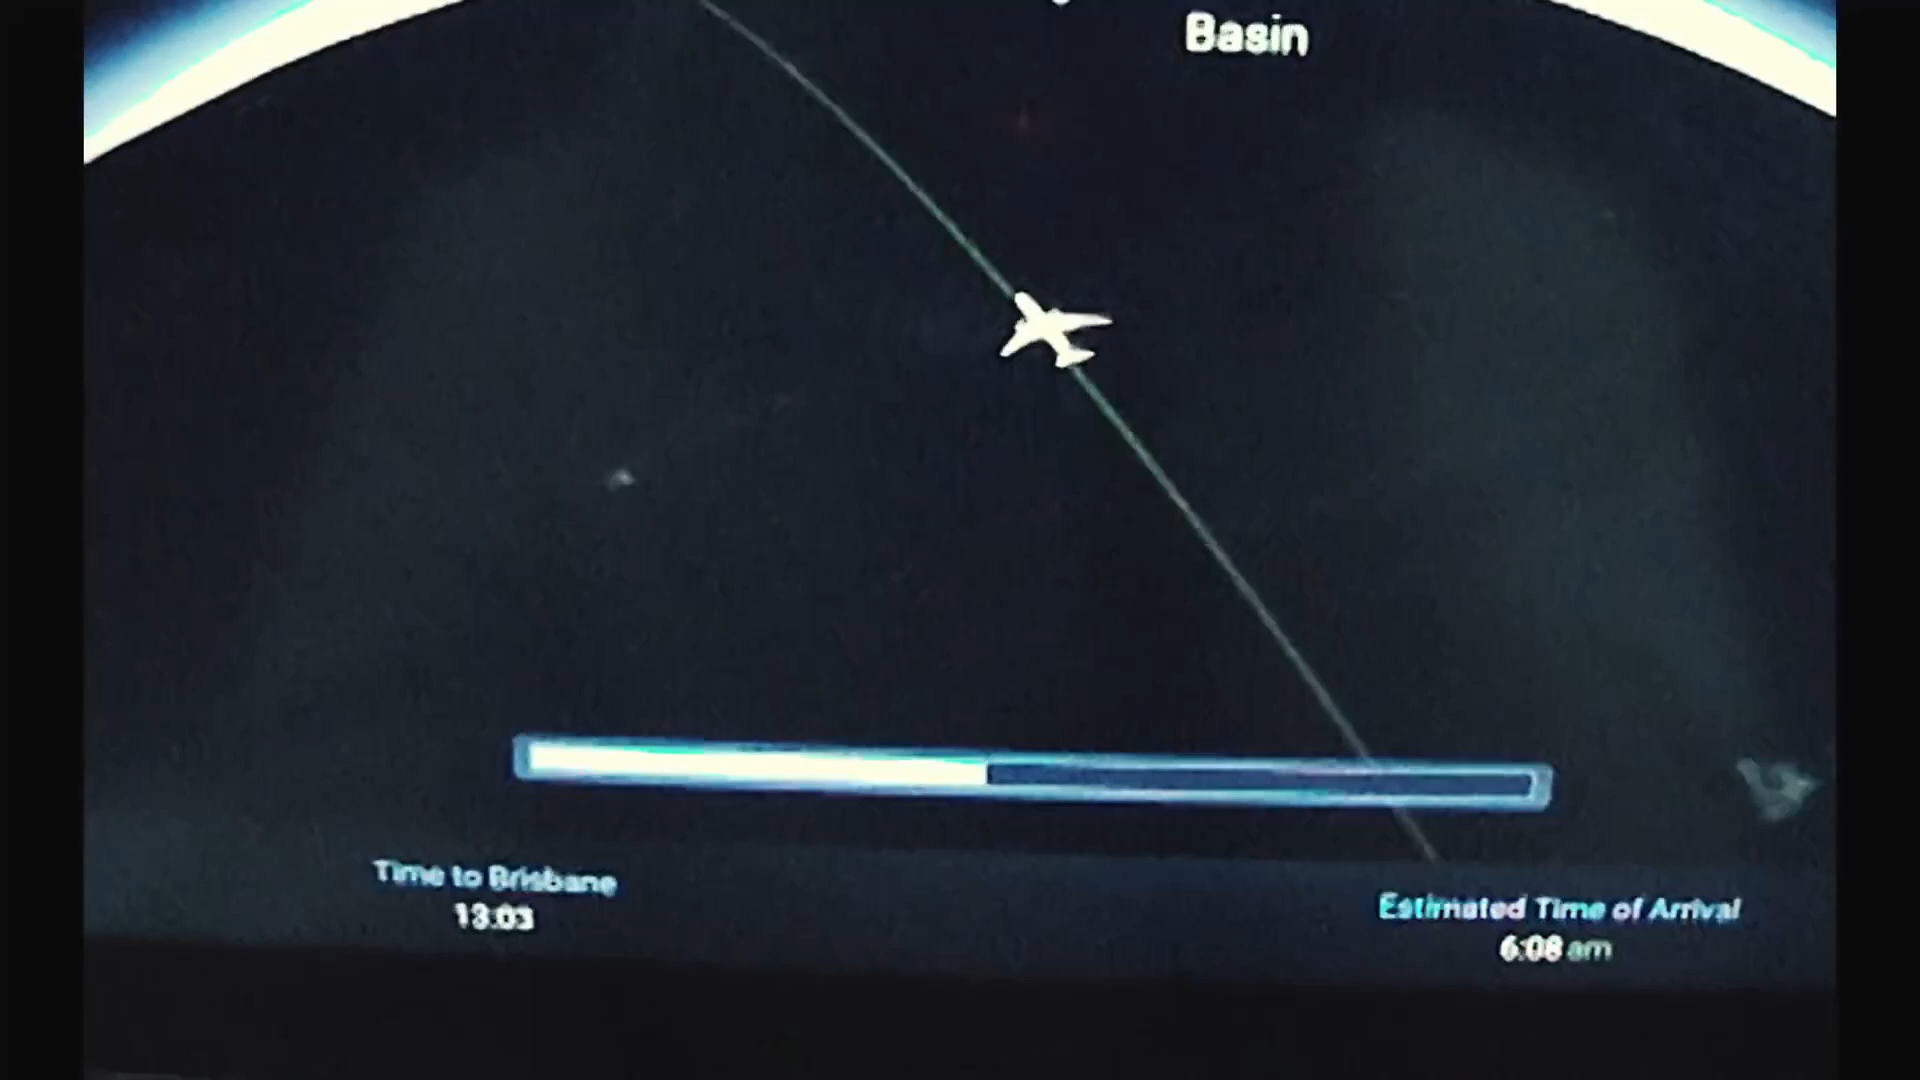 Basin
Time to Brisbane
13:03
Estimated Time of Arrival
6:08 am